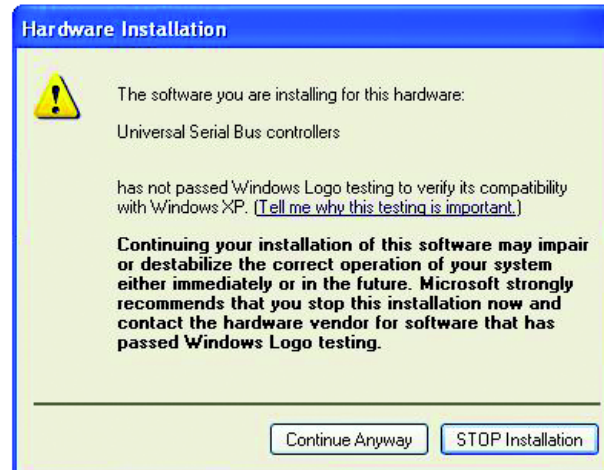 Hardware Installation
The software you are installing for this hardware:
Universal Serial Bus controllers
has not passed Windows Logo testing to verify its compatibility
with Windows XP. (Tell me why this testing is important.)
Continuing your installation of this software may impair
or destabilize the correct operation of your system
either immediately or in the future. Microsoft strongly
recommends that you stop this installation now and
contact the hardware vendor for software that has
passed Windows Logo testing.
Continue Anyway
STOP Installation